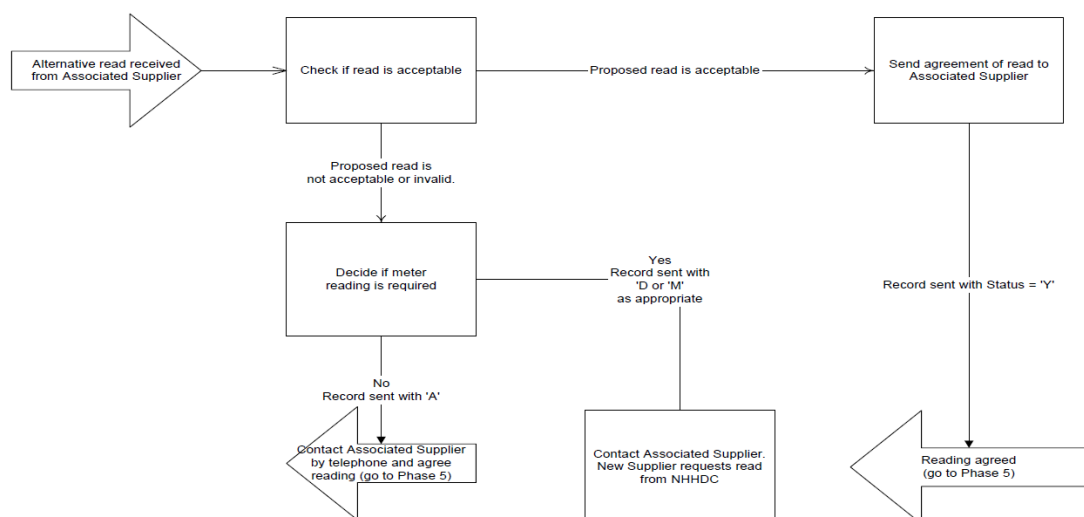 Alternative read received
from Associated Supplier
Check if read is acceptable
Proposed read is acceptable
Send agreement of read to
Associated Supplier
Proposed read is
not acceptable or invalid.
Decide if meter
reading is required
Yes
Record sent with
'D or 'M'
as appropriate
Record sent with Status = 'Y'
No
Record sent with 'A'
Contact Associated Supplier
by telephone and agree
reading (go to Phase 5)
Contact Associated Supplier.
New Supplier requests read
from NHHDC
Reading agreed
(go to Phase 5)